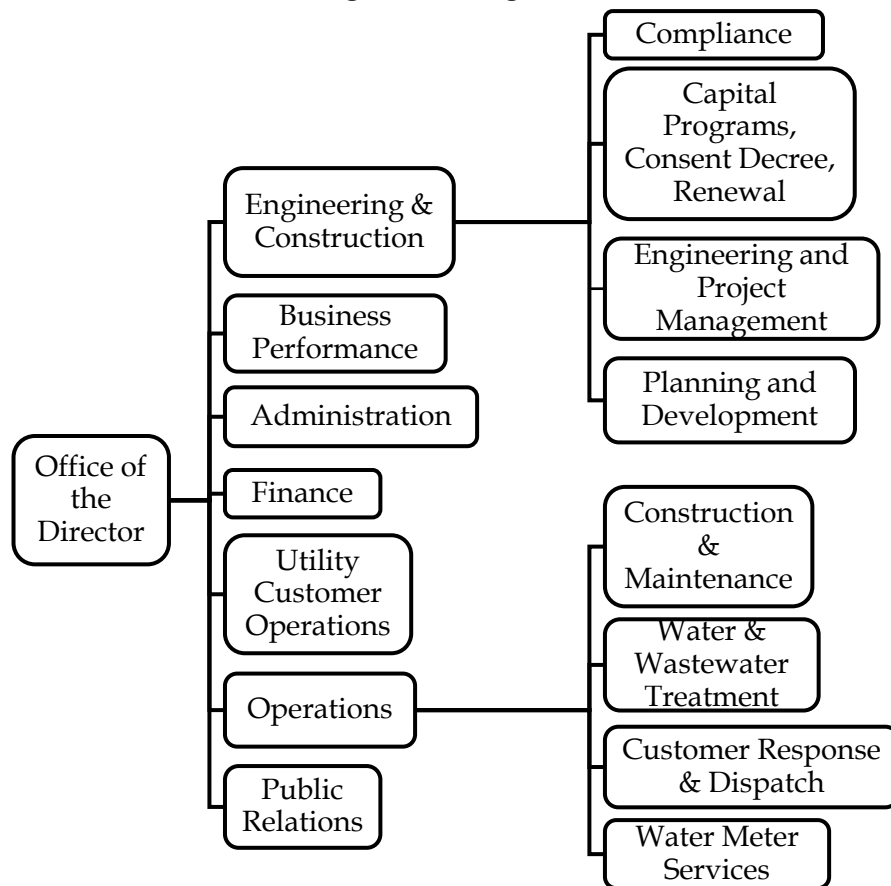 Compliance
Capital
Programs,
Consent Decree,
Renewal
Engineering &
Construction
Engineering and
Project
Management
Business
Performance
Planning and
Development
Administration
Office of
the
Director
Finance
Construction
&
Maintenance
Utility
Customer
Operations
Water &
Wastewater
Treatment
Operations
Customer Response
& Dispatch
Public
Relations
Water Meter
Services